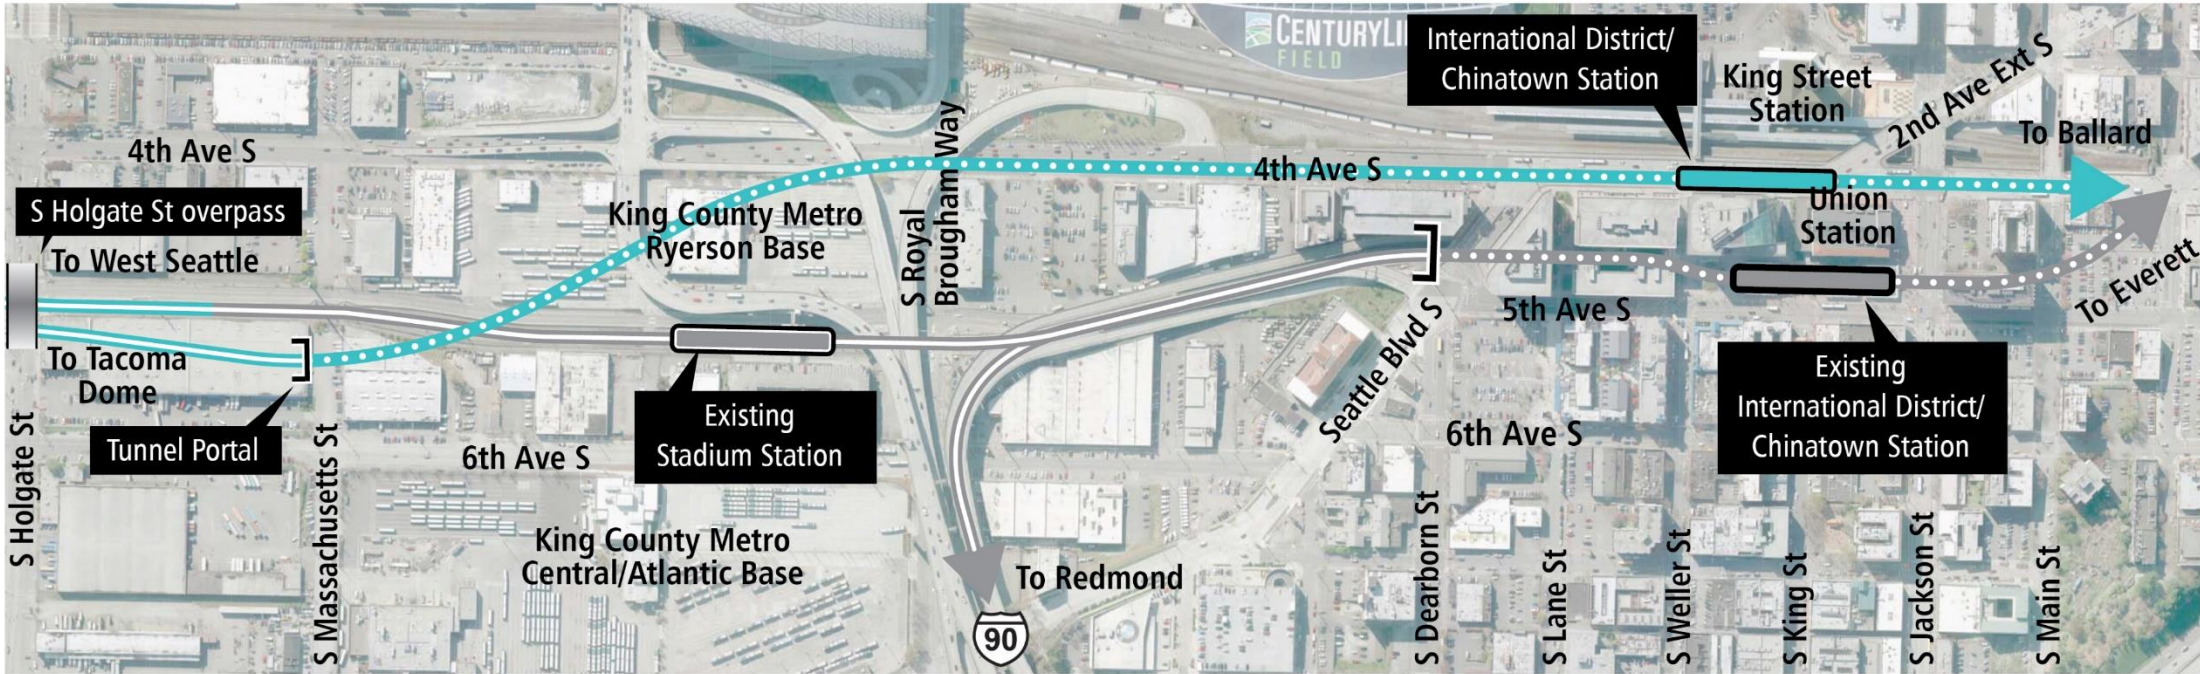 CENTURYLI
FIELD
International District/
Chinatown Station
King Street
Station
2nd Ave Ext S
To Ballard
4th Ave S
4th Ave S
S Holgate St overpass
To West Seattle
King County Metro
Ryerson Base
S Royal
Brougham Way
Union
Station
To Everett
5th Ave S
To Tacoma
Dome
Tunnel Portal
Existing
Stadium Station
Seattle Blvd S
Existing
International District/
Chinatown Station
6th Ave S
6th Ave S
S Holgate St
S Massachusetts St
King County Metro
Central/Atlantic Base
To Redmond
90
S Dearborn St
S Lane St
S Weller St
S King St
S Jackson St
S Main St